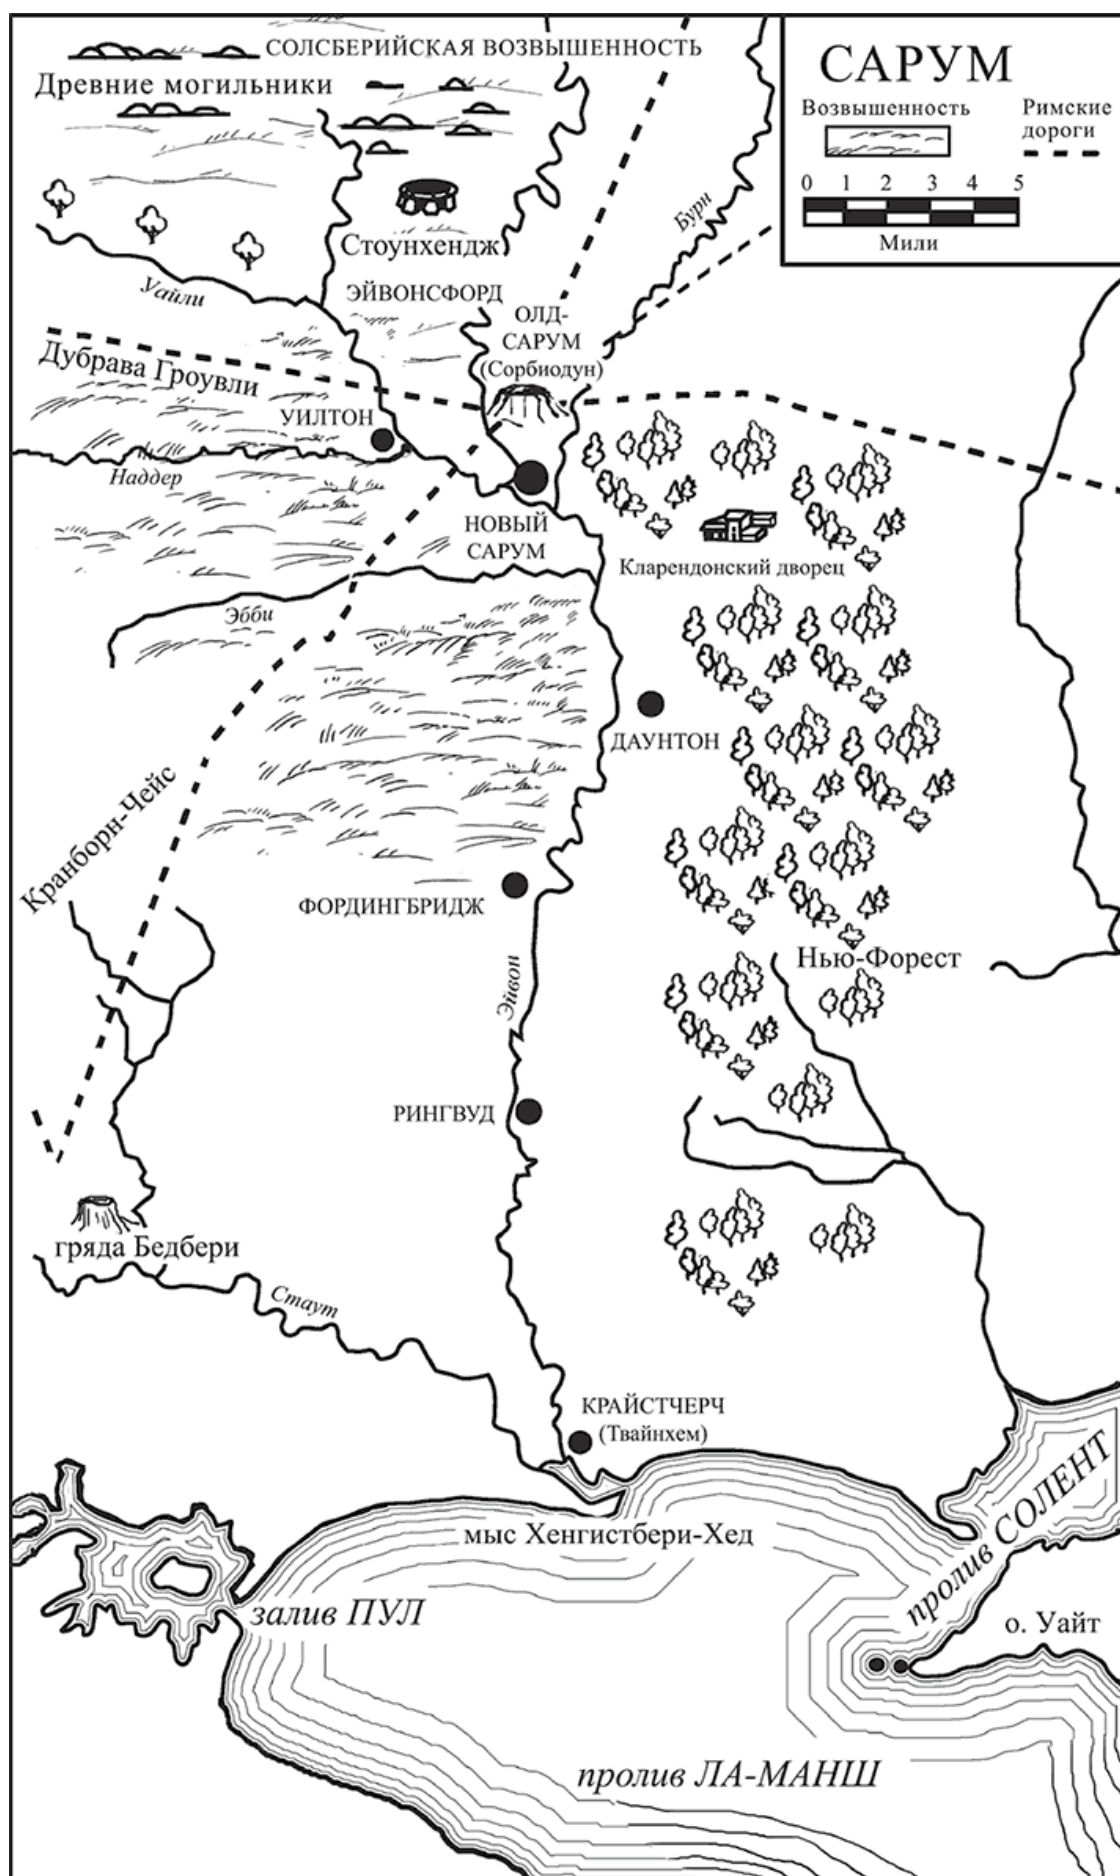 СОЛСБЕРИЙСКАЯ ВОЗВЫШЕННОСТЬ
Древние могильники
САРУМ
Возвышенность
Римские
дороги
0 1 2 3 4 5
Мили
Бурн
Стоунхендж
Уайли
ЭЙВОНСФОРД
ОЛД-
САРУМ
(Сорбиодун)
Дубрава Гроувли
УИЛТОН
Наддер
НОВЫЙ
САРУМ
Кларендонский дворец
Эбби
ДАУНТОН
Кранборн-Чейс
ФОРДИНГБРИДЖ
Нью-Форест
Эйвон
РИНГВУД
гряда Бедбери
Стаут
КРАЙСТЧЕРЧ
(Твайнхем)
пролив СОЛЕНТ
мыс Хенгистбери-Хед
залив ПУЛ
о. Уайт
пролив ЛА-МАНШ